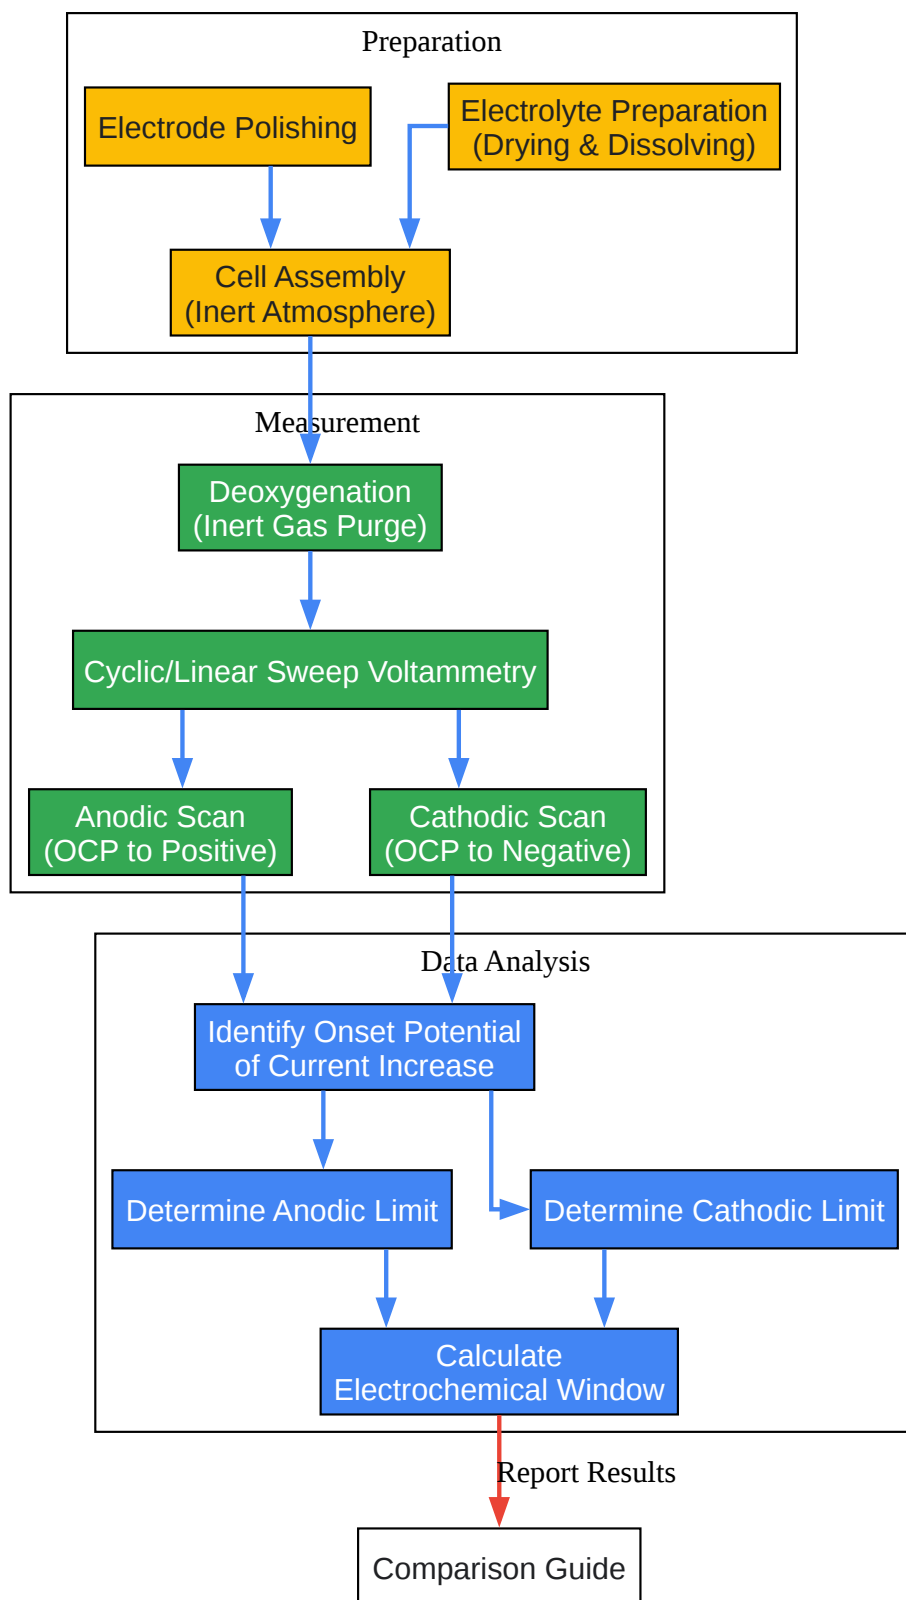 Preparation
Electrode Polishing
Electrolyte Preparation
(Drying & Dissolving)
Cell Assembly
(Inert Atmosphere)
Measurement
Deoxygenation
(Inert Gas Purge)
Cyclic/Linear Sweep Voltammetry
Anodic Scan
(OCP to Positive)
Cathodic Scan
(OCP to Negative)
Data Analysis
Identify Onset Potential
of Current Increase
Determine Anodic Limit
Determine Cathodic Limit
Calculate
Electrochemical Window
Report Results
Comparison Guide